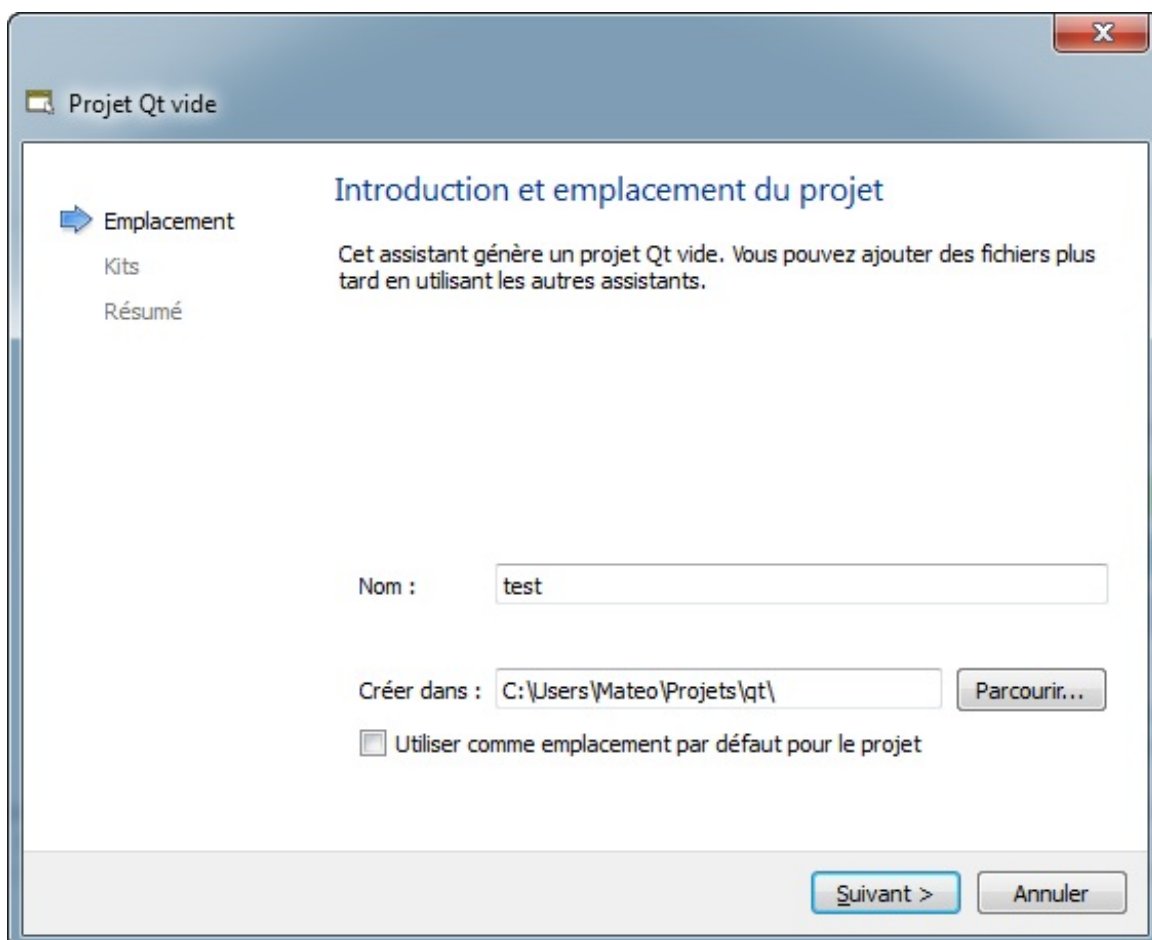 Projet Qt vide
Emplacement
Kits
Résumé
Introduction et emplacement du projet
Cet assistant génère un projet Qt vide. Vous pouvez ajouter des fichiers plus
tard en utilisant les autres assistants.
Nom :
test
Créer dans :
C:\Users\Mateo\Projets\qt\
Parcourir...
Utiliser comme emplacement par défaut pour le projet
Suivant >
Annuler